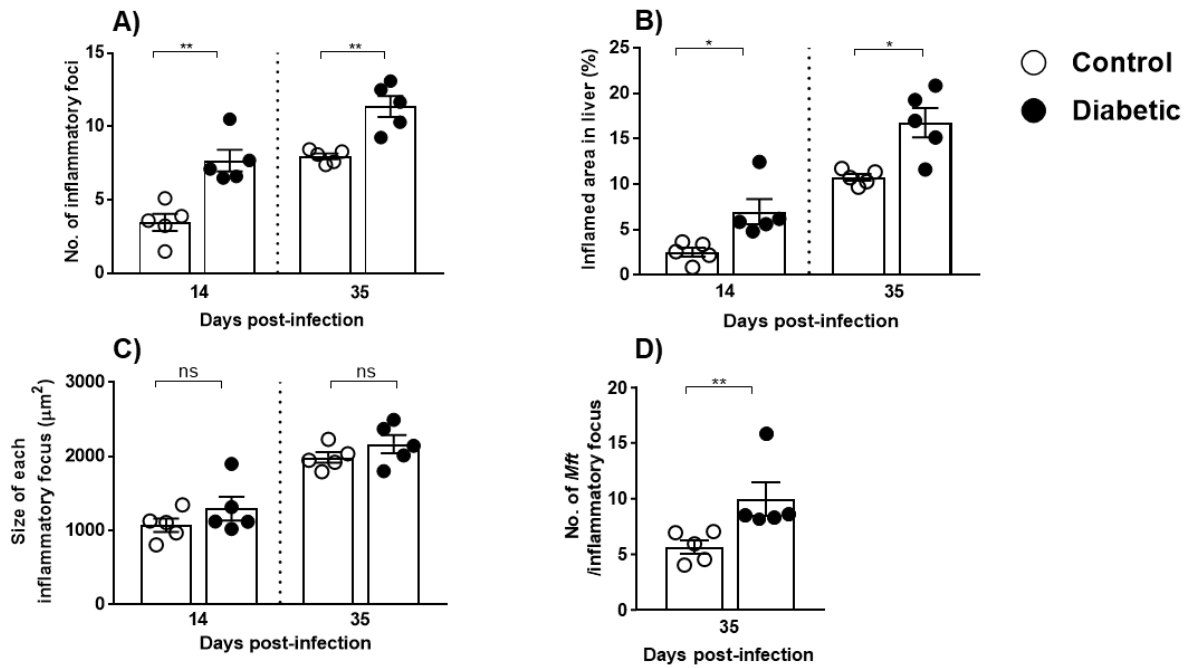 A)
No. of inflammatory foci
15
10
5
0
**
**
14
35
Days post-infection
B)
Inflamed area in liver (%)
25
20
15
10
5
0
*
*
14
35
Days post-infection
Control
Diabetic
C)
Size of each
inflammatory focus (μm²)
3000
2000
1000
0
ns
ns
14
35
Days post-infection
D)
No. of Mft
/inflammatory focus
20
15
10
5
0
**
35
Days post-infection